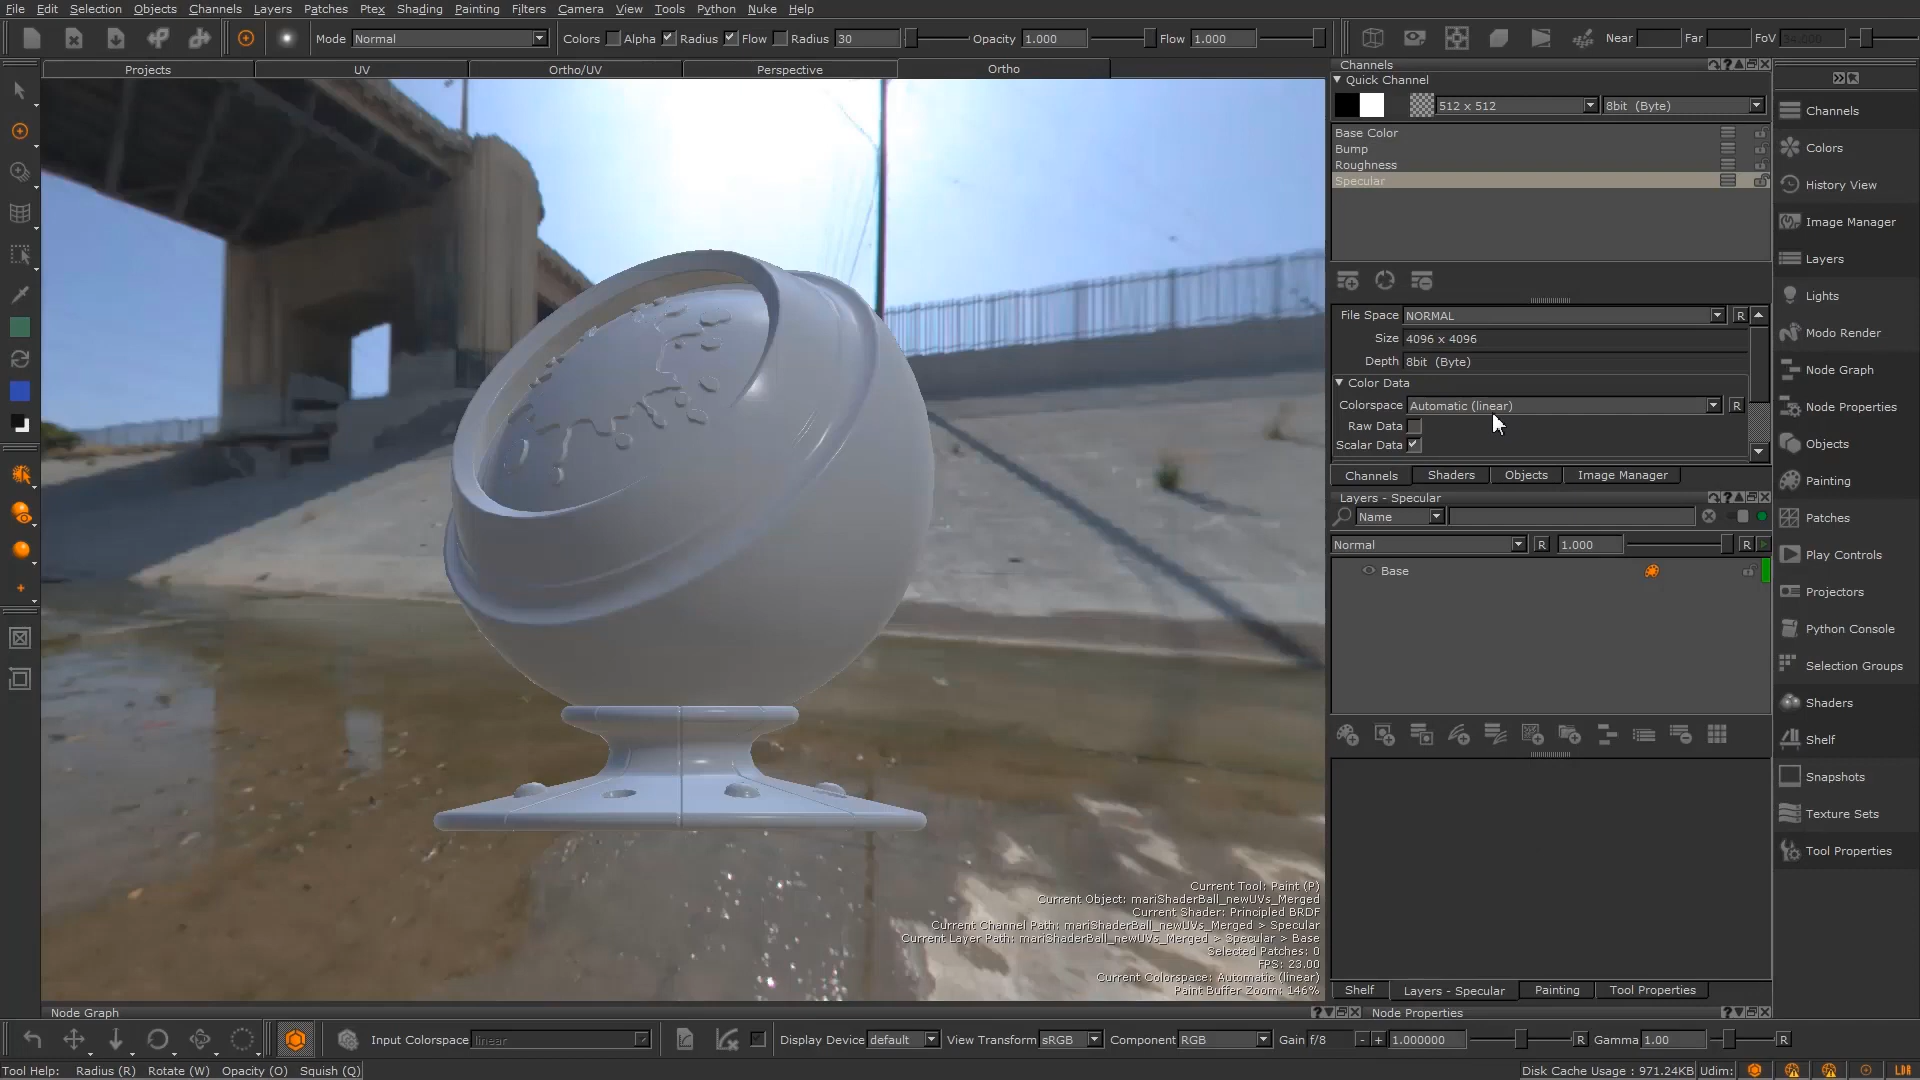 File Edit Selection Objects Channels Layers Patches Ptex Shading Painting Filters Camera View Tools Python Nuke Help
Mode Normal Colors Alpha Radius Flow Radius 30 Opacity 1.000 Flow 1.000 Near Far FoV
Projects UV Ortho/UV Perspective Ortho
Channels
Quick Channel
512 x 512 8bit (Byte)
Base Color
Bump
Roughness
Specular
File Space NORMAL R
Size 4096 x 4096
Depth 8bit (Byte)
Color Data
Colorspace Automatic (linear) R
Raw Data
Scalar Data
Channels Shaders Objects Image Manager
Layers - Specular
Name
Normal R 1.000 R
Base
Shelf Layers - Specular Painting Tool Properties
Channels
Colors
History View
Image Manager
Layers
Lights
Modo Render
Node Graph
Node Properties
Objects
Painting
Patches
Play Controls
Projectors
Python Console
Selection Groups
Shaders
Shelf
Snapshots
Texture Sets
Tool Properties
Current Tool: Paint (P)
Current Object: mariShaderBall_newUVs_Merged
Current Shader: Principled BRDF
Current Channel Path: mariShaderBall_newUVs_Merged > Specular
Current Layer Path: mariShaderBall_newUVs_Merged > Specular > Base
Selected Patches: 0
FPS: 23.00
Current Colorspace: Automatic (linear)
Paint Buffer Zoom: 146%
Node Graph Node Properties
Input Colorspace linear Display Device default View Transform sRGB Component RGB Gain f/8 - + 1.000000 R Gamma 1.00 R
Tool Help: Radius (R) Rotate (W) Opacity (O) Squish (Q) Disk Cache Usage : 971.24KB Udim: LDR